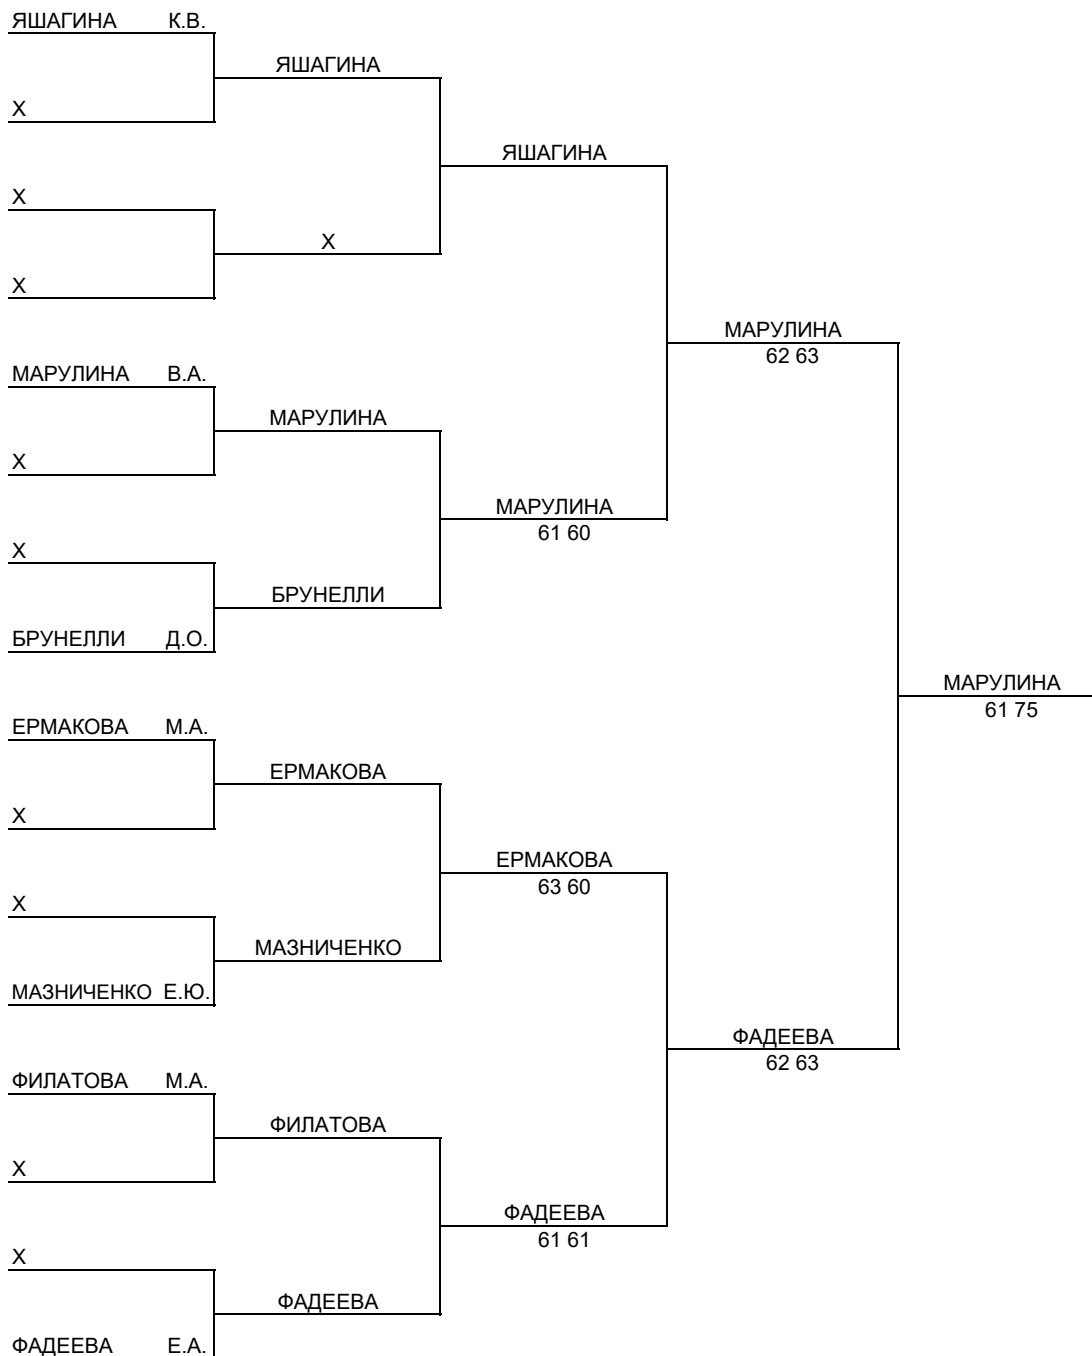 ЯШАГИНА К.В.
ЯШАГИНА
Х
ЯШАГИНА
Х
Х
Х
МАРУЛИНА
62 63
МАРУЛИНА В.А.
МАРУЛИНА
Х
МАРУЛИНА
61 60
Х
БРУНЕЛЛИ
БРУНЕЛЛИ Д.О.
МАРУЛИНА
61 75
ЕРМАКОВА М.А.
ЕРМАКОВА
Х
ЕРМАКОВА
63 60
Х
МАЗНИЧЕНКО
МАЗНИЧЕНКО Е.Ю.
ФАДЕЕВА
62 63
ФИЛАТОВА М.А.
ФИЛАТОВА
Х
ФАДЕЕВА
61 61
Х
ФАДЕЕВА
ФАДЕЕВА Е.А.